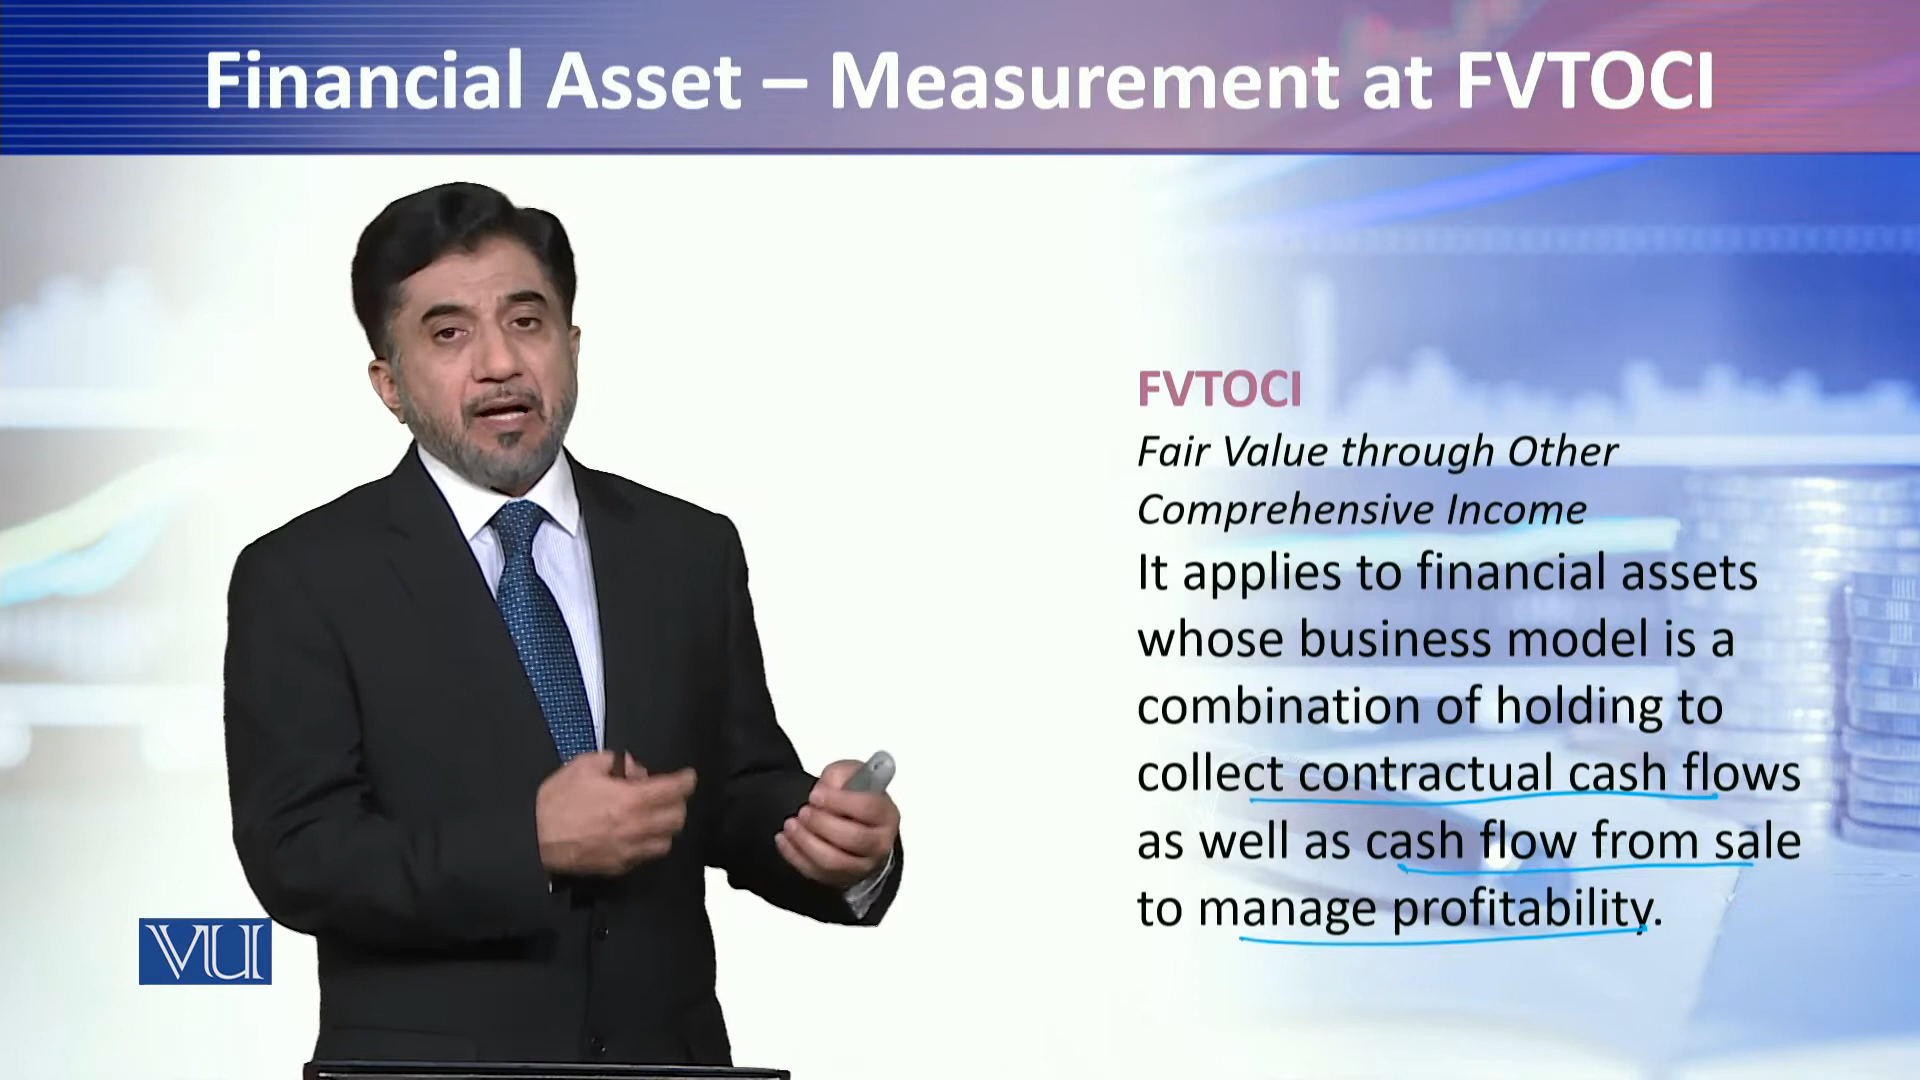 Financial Asset – Measurement at FVTOCI
FVTOCI
Fair Value through Other
Comprehensive Income
It applies to financial assets
whose business model is a
combination of holding to
collect contractual cash flows
as well as cash flow from sale
to manage profitability.
VU